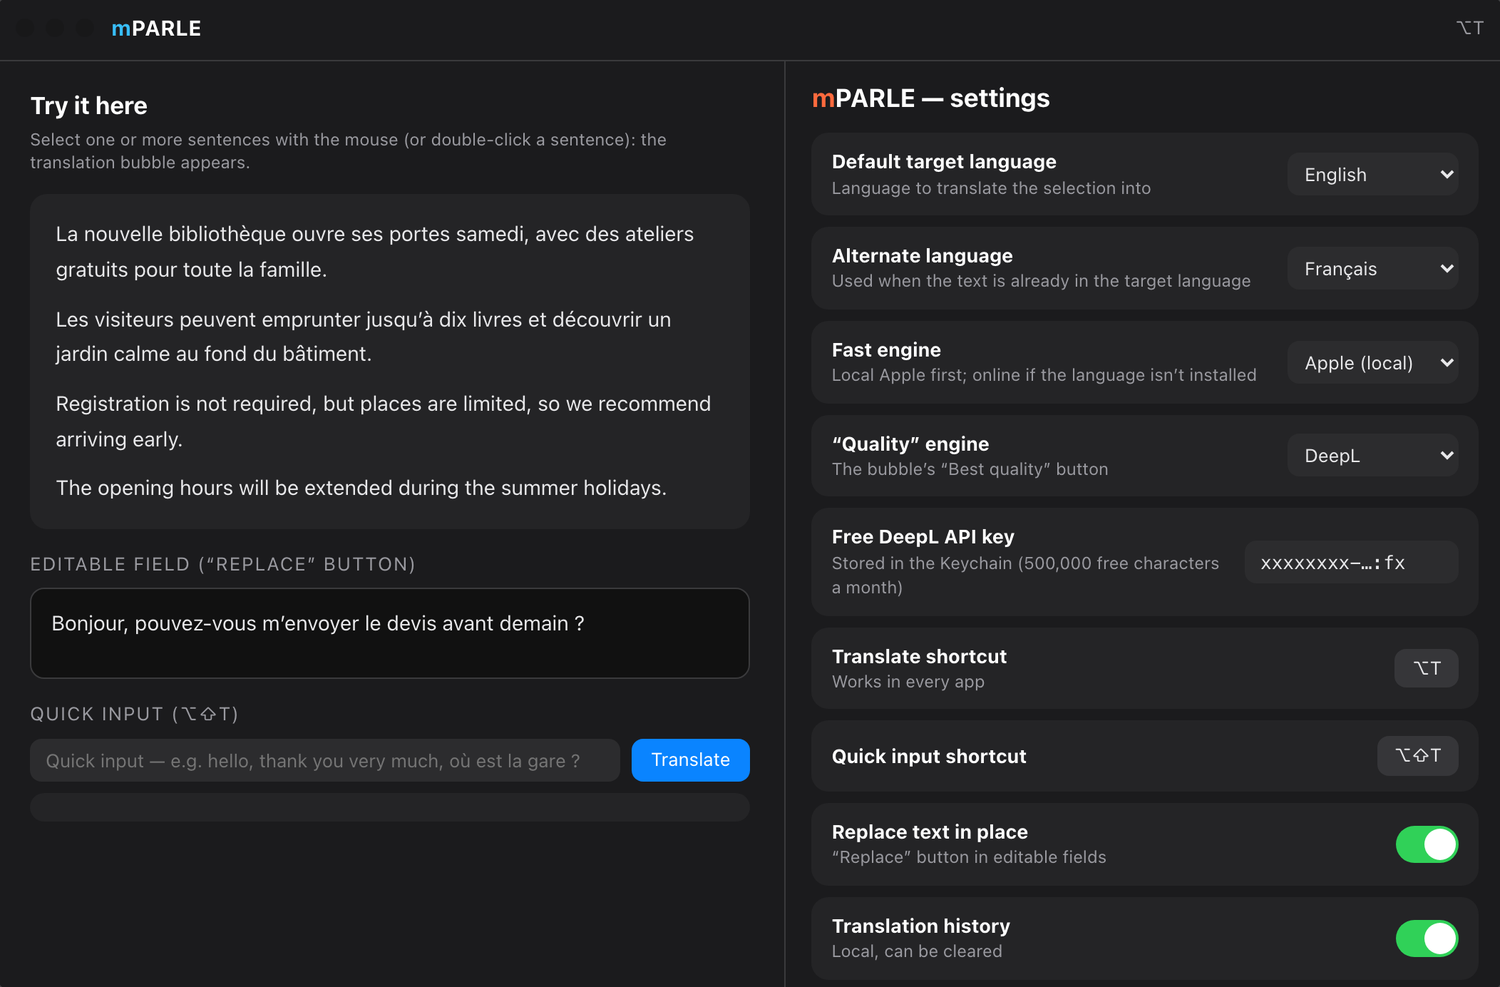 mPARLE
⌥T
Try it here
Select one or more sentences with the mouse (or double-click a sentence): the
translation bubble appears.
La nouvelle bibliothèque ouvre ses portes samedi, avec des ateliers
gratuits pour toute la famille.
Les visiteurs peuvent emprunter jusqu’à dix livres et découvrir un
jardin calme au fond du bâtiment.
Registration is not required, but places are limited, so we recommend
arriving early.
The opening hours will be extended during the summer holidays.
EDITABLE FIELD (“REPLACE” BUTTON)
Bonjour, pouvez-vous m’envoyer le devis avant demain ?
QUICK INPUT (⌥⇧T)
Quick input — e.g. hello, thank you very much, où est la gare ?
Translate
mPARLE — settings
Default target language
Language to translate the selection into
English
Alternate language
Used when the text is already in the target language
Français
Fast engine
Local Apple first; online if the language isn’t installed
Apple (local)
“Quality” engine
The bubble’s “Best quality” button
DeepL
Free DeepL API key
Stored in the Keychain (500,000 free characters
a month)
xxxxxxxx-…:fx
Translate shortcut
Works in every app
⌥T
Quick input shortcut
⌥⇧T
Replace text in place
“Replace” button in editable fields
Translation history
Local, can be cleared